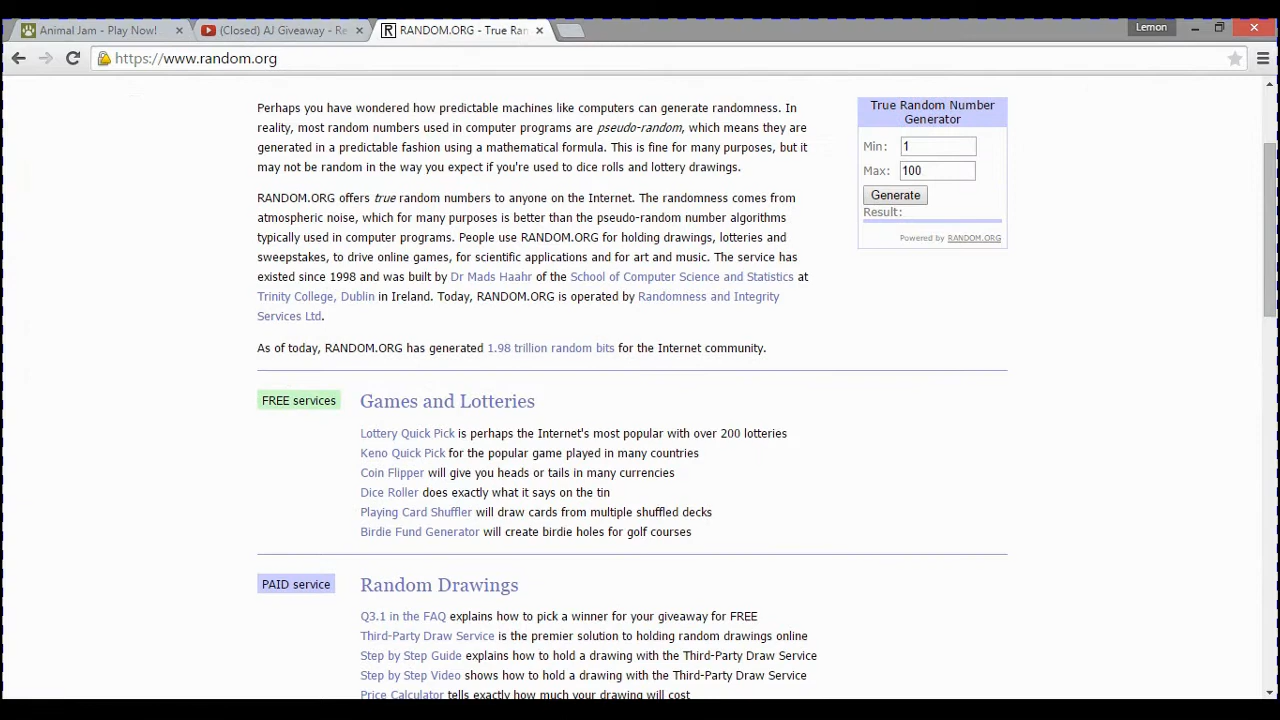 Animal Jam - Play Now!
(Closed) AJ Giveaway - Re
RANDOM.ORG - True Ran
Lemon
https://www.random.org
Perhaps you have wondered how predictable machines like computers can generate randomness. In
reality, most random numbers used in computer programs are pseudo-random, which means they are
generated in a predictable fashion using a mathematical formula. This is fine for many purposes, but it
may not be random in the way you expect if you're used to dice rolls and lottery drawings.
RANDOM.ORG offers true random numbers to anyone on the Internet. The randomness comes from
atmospheric noise, which for many purposes is better than the pseudo-random number algorithms
typically used in computer programs. People use RANDOM.ORG for holding drawings, lotteries and
sweepstakes, to drive online games, for scientific applications and for art and music. The service has
existed since 1998 and was built by Dr Mads Haahr of the School of Computer Science and Statistics at
Trinity College, Dublin in Ireland. Today, RANDOM.ORG is operated by Randomness and Integrity
Services Ltd.
As of today, RANDOM.ORG has generated 1.98 trillion random bits for the Internet community.
True Random Number
Generator
Min: 1
Max: 100
Generate
Result:
Powered by RANDOM.ORG
FREE services
Games and Lotteries
Lottery Quick Pick is perhaps the Internet's most popular with over 200 lotteries
Keno Quick Pick for the popular game played in many countries
Coin Flipper will give you heads or tails in many currencies
Dice Roller does exactly what it says on the tin
Playing Card Shuffler will draw cards from multiple shuffled decks
Birdie Fund Generator will create birdie holes for golf courses
PAID service
Random Drawings
Q3.1 in the FAQ explains how to pick a winner for your giveaway for FREE
Third-Party Draw Service is the premier solution to holding random drawings online
Step by Step Guide explains how to hold a drawing with the Third-Party Draw Service
Step by Step Video shows how to hold a drawing with the Third-Party Draw Service
Price Calculator tells exactly how much your drawing will cost